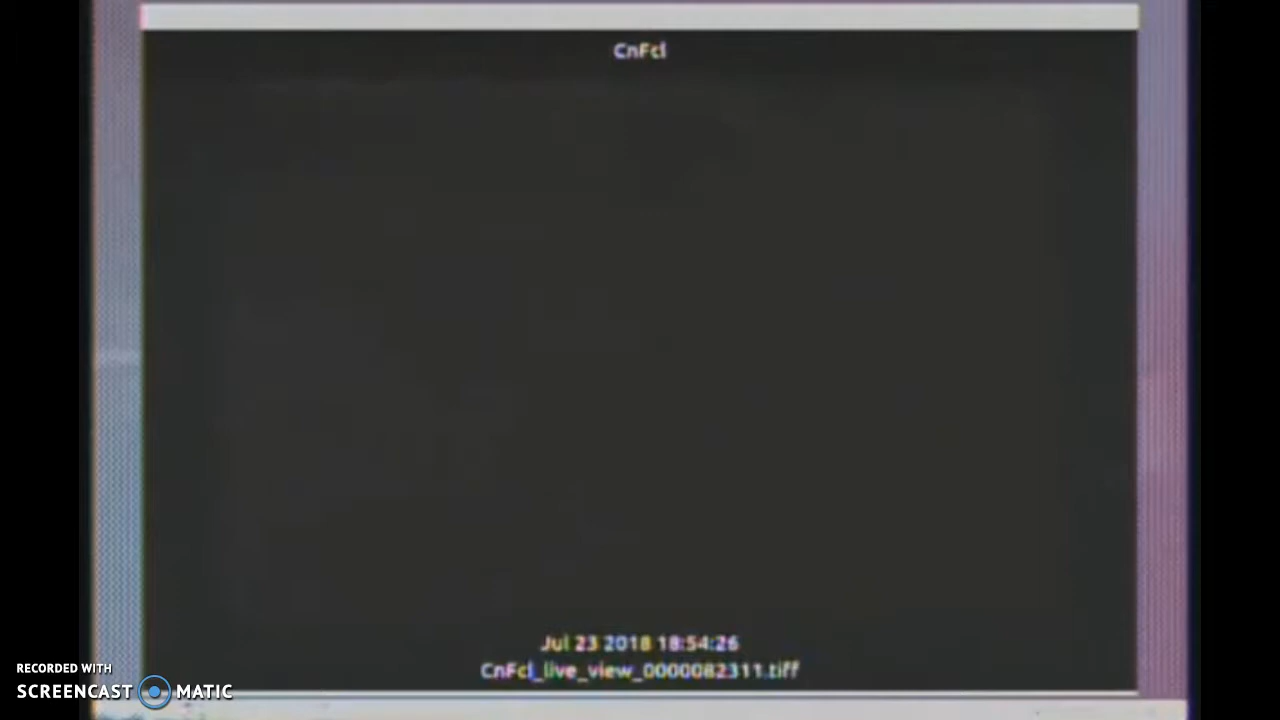 CnFcl
Jul 23 2018 18:54:26
CnFcl_live_view_0000082311.tiff
RECORDED WITH
SCREENCAST MATIC